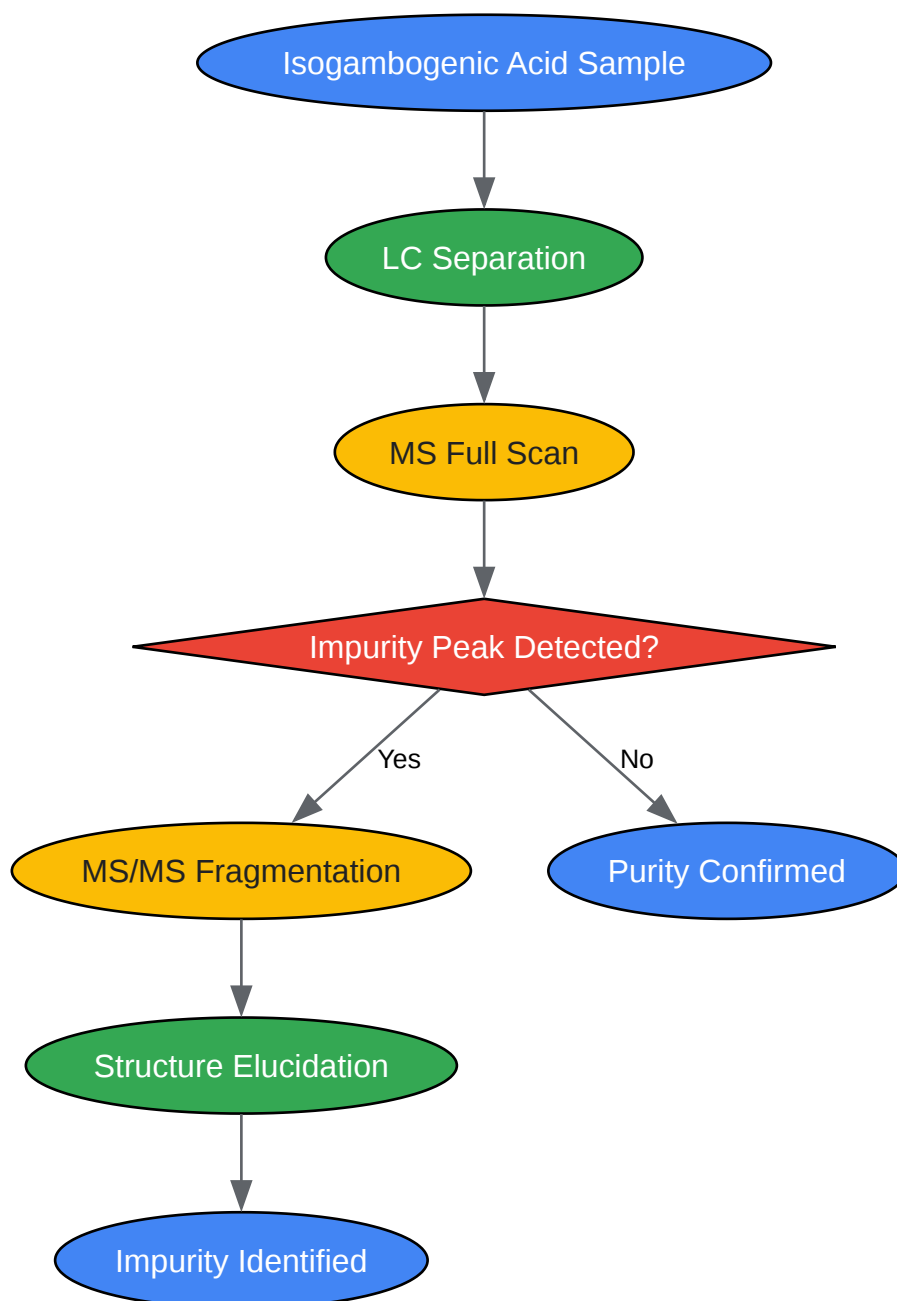 Isogambogenic Acid Sample
LC Separation
MS Full Scan
Impurity Peak Detected?
Yes
No
MS/MS Fragmentation
Purity Confirmed
Structure Elucidation
Impurity Identified